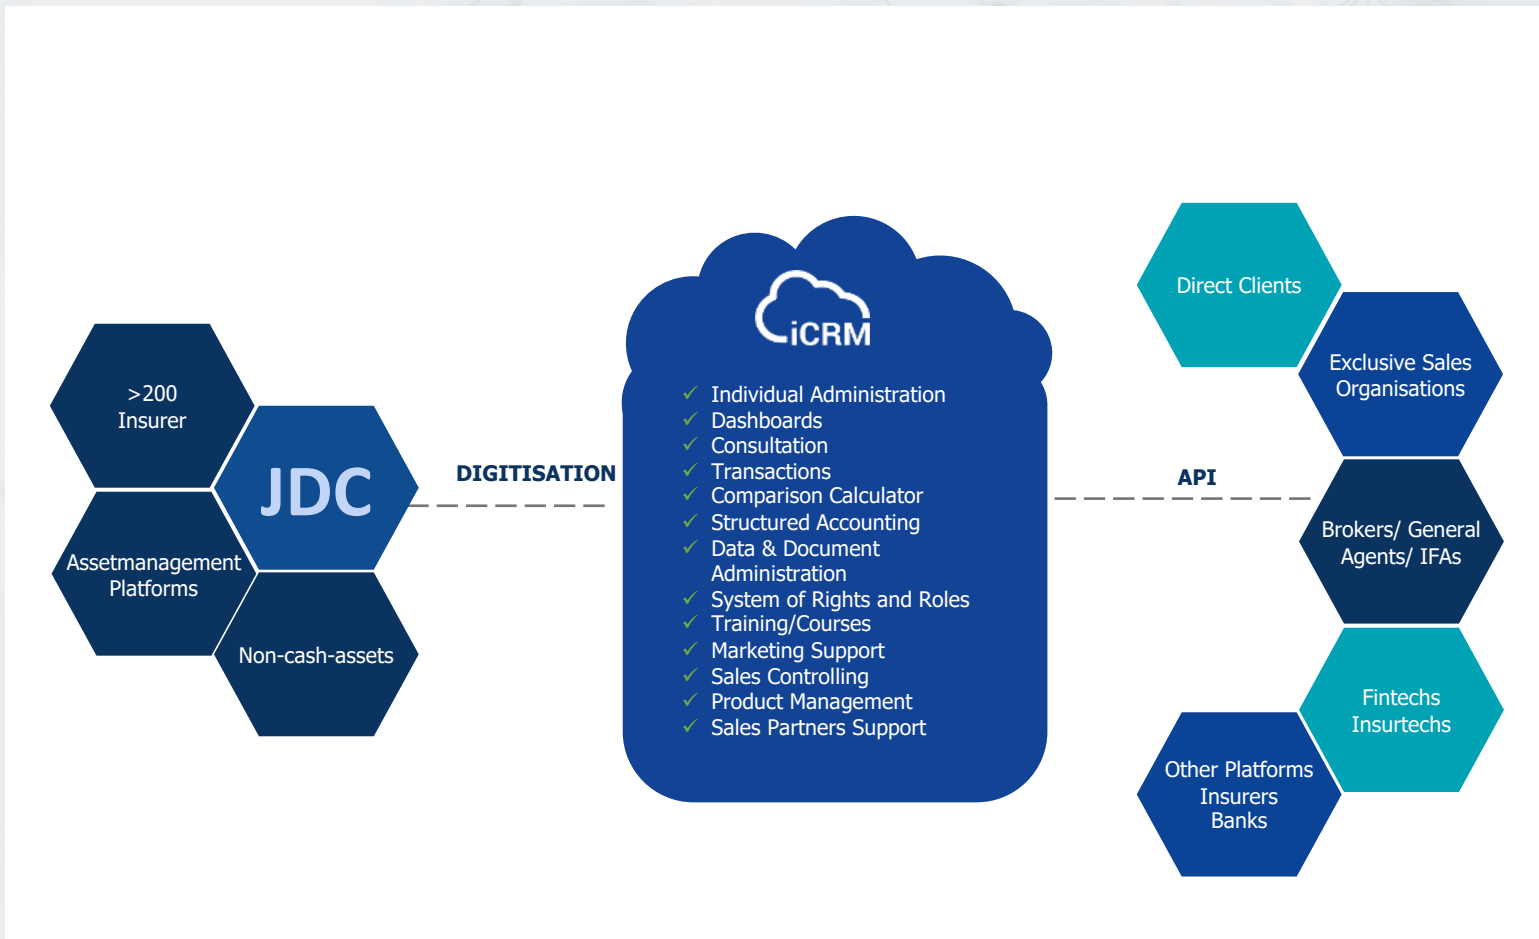 >200
Insurer
JDC
Assetmanagement
Platforms
Non-cash-assets
DIGITISATION
iCRM
Individual Administration
Dashboards
Consultation
Transactions
Comparison Calculator
Structured Accounting
Data & Document
Administration
System of Rights and Roles
Training/Courses
Marketing Support
Sales Controlling
Product Management
Sales Partners Support
API
Direct Clients
Exclusive Sales
Organisations
Brokers/ General
Agents/ IFAs
Fintechs
Insurtechs
Other Platforms
Insurers
Banks